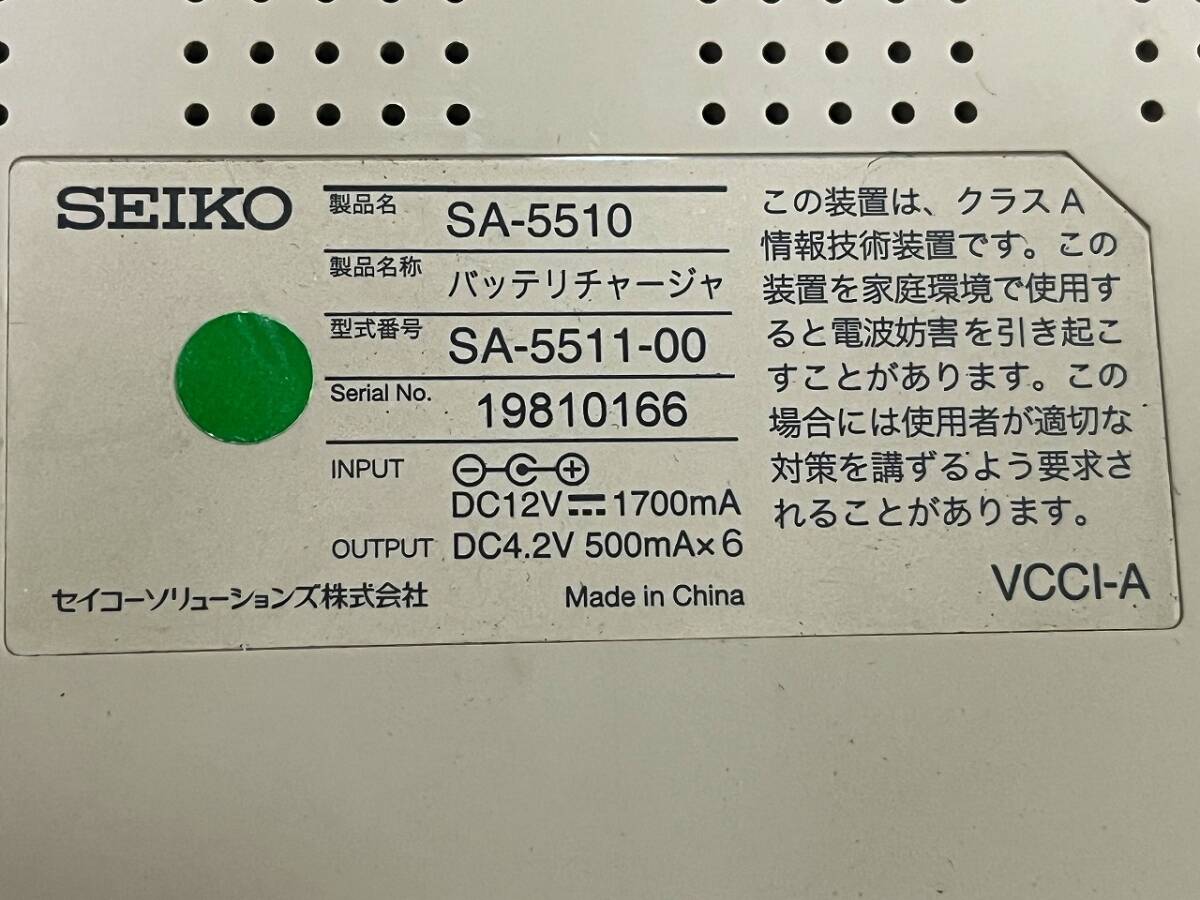 SEIKO
製品名 SA-5510
製品名称 バッテリチャージャ
型式番号 SA-5511-00
Serial No. 19810166
INPUT
DC12V 1700mA
OUTPUT DC4.2V 500mA×6
セイコーソリューションズ株式会社 Made in China
この装置は、クラスA
情報技術装置です。この
装置を家庭環境で使用す
ると電波妨害を引き起こ
すことがあります。この
場合には使用者が適切な
対策を講ずるよう要求さ
れることがあります。
VCCI-A